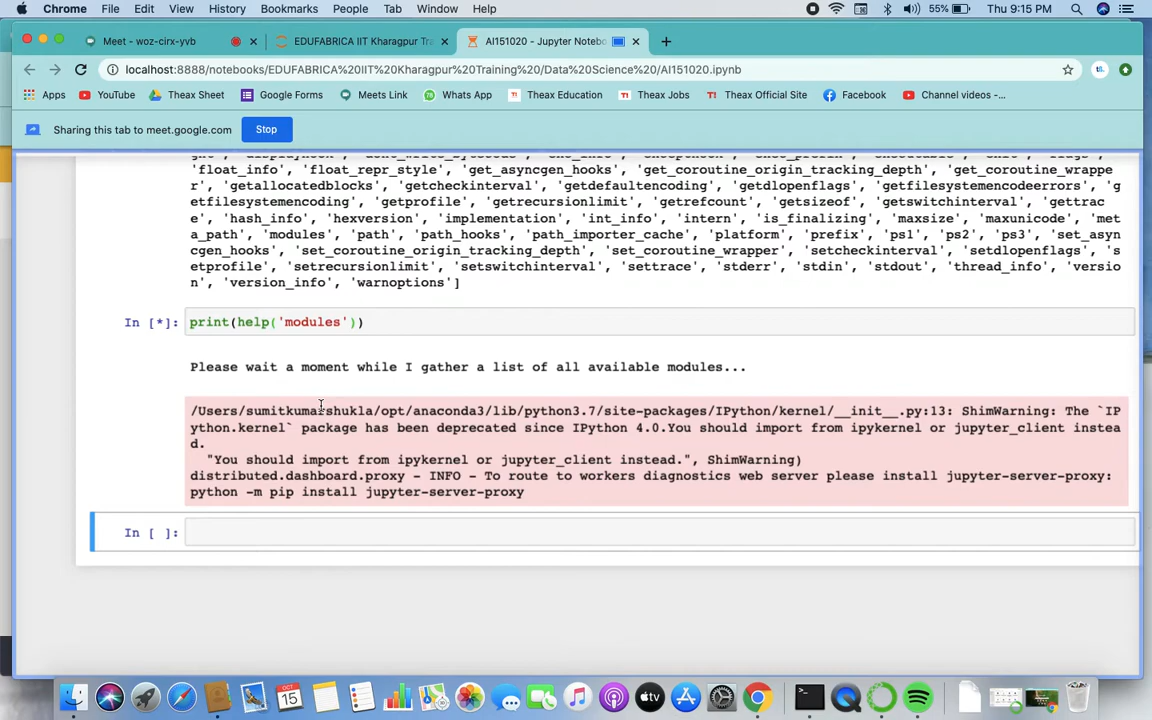 Chrome File Edit View History Bookmarks People Tab Window Help 55% Thu 9:15 PM
Meet - woz-cirx-yyb EDUFABRICA IIT Kharagpur Tra AI151020 - Jupyter Notebo
localhost:8888/notebooks/EDUFABRICA%20IIT%20Kharagpur%20Training%20/Data%20Science%20/AI151020.ipynb
Apps YouTube Theax Sheet Google Forms Meets Link Whats App Theax Education Theax Jobs Theax Official Site Facebook Channel videos -...
Sharing this tab to meet.google.com Stop
'float_info', 'float_repr_style', 'get_asyncgen_hooks', 'get_coroutine_origin_tracking_depth', 'get_coroutine_wrappe
r', 'getallocatedblocks', 'getcheckinterval', 'getdefaultencoding', 'getdlopenflags', 'getfilesystemencodeerrors', 'g
etfilesystemencoding', 'getprofile', 'getrecursionlimit', 'getrefcount', 'getsizeof', 'getswitchinterval', 'gettrac
e', 'hash_info', 'hexversion', 'implementation', 'int_info', 'intern', 'is_finalizing', 'maxsize', 'maxunicode', 'met
a_path', 'modules', 'path', 'path_hooks', 'path_importer_cache', 'platform', 'prefix', 'ps1', 'ps2', 'ps3', 'set_asyn
cgen_hooks', 'set_coroutine_origin_tracking_depth', 'set_coroutine_wrapper', 'setcheckinterval', 'setdlopenflags', 's
etprofile', 'setrecursionlimit', 'setswitchinterval', 'settrace', 'stderr', 'stdin', 'stdout', 'thread_info', 'versio
n', 'version_info', 'warnoptions']
In [*]: print(help('modules'))
Please wait a moment while I gather a list of all available modules...
/Users/sumitkumarshukla/opt/anaconda3/lib/python3.7/site-packages/IPython/kernel/__init__.py:13: ShimWarning: The `IP
ython.kernel` package has been deprecated since IPython 4.0.You should import from ipykernel or jupyter_client instea
d.
"You should import from ipykernel or jupyter_client instead.", ShimWarning)
distributed.dashboard.proxy - INFO - To route to workers diagnostics web server please install jupyter-server-proxy:
python -m pip install jupyter-server-proxy
In [ ]:
OCT
15